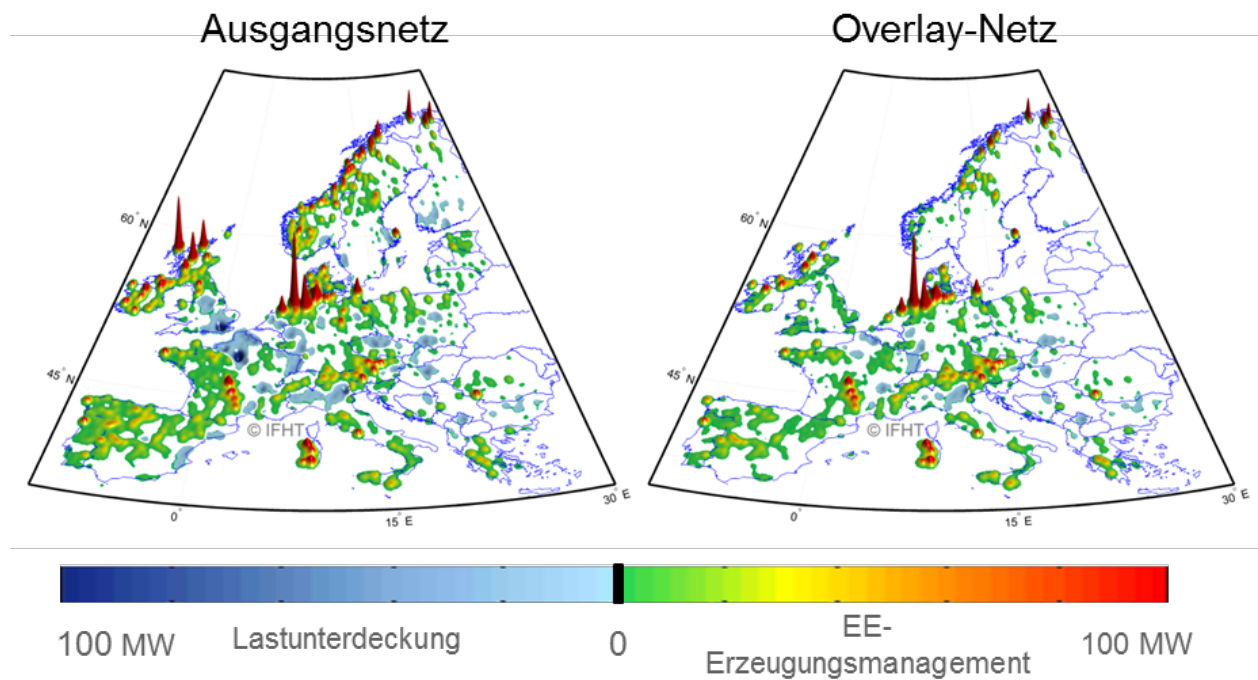 Ausgangsnetz
Overlay-Netz
60° N
45° N
0°
15° E
30° E
© IFHT
60° N
45° N
0°
15° E
30° E
© IFHT
100 MW
Lastunterdeckung
0
EE-
Erzeugungsmanagement
100 MW